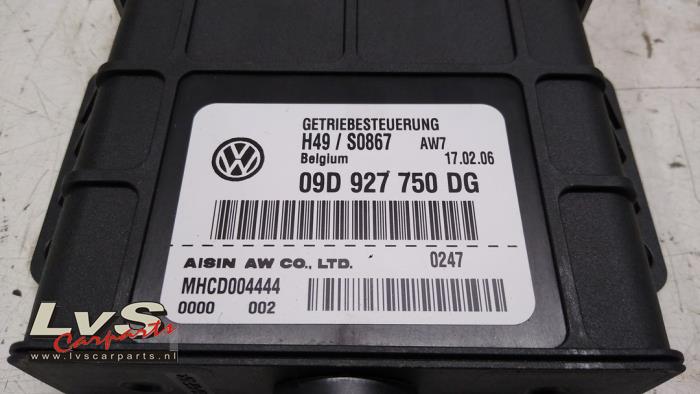 GETRIEBESTEUERUNG
H49 / S0867 AW7
Belgium 17.02.06
09D 927 750 DG
AISIN AW CO., LTD. 0247
MHCD004444
0000 002
LvS
Carparts
www.lvscarparts.nl